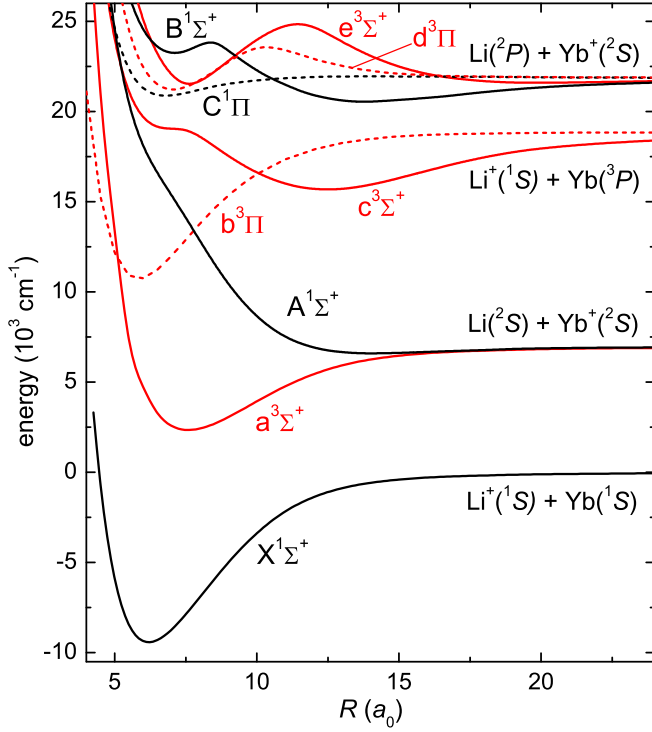 25
20
15
10
5
0
-5
-10
energy (10³ cm⁻¹)
B¹Σ⁺
e³Σ⁺
d³Π
Li(²P) + Yb⁺(²S)
C¹Π
Li⁺(¹S) + Yb(³P)
c³Σ⁺
b³Π
A¹Σ⁺
Li(²S) + Yb⁺(²S)
a³Σ⁺
Li⁺(¹S) + Yb(¹S)
X¹Σ⁺
5 10 15 20
R (a₀)